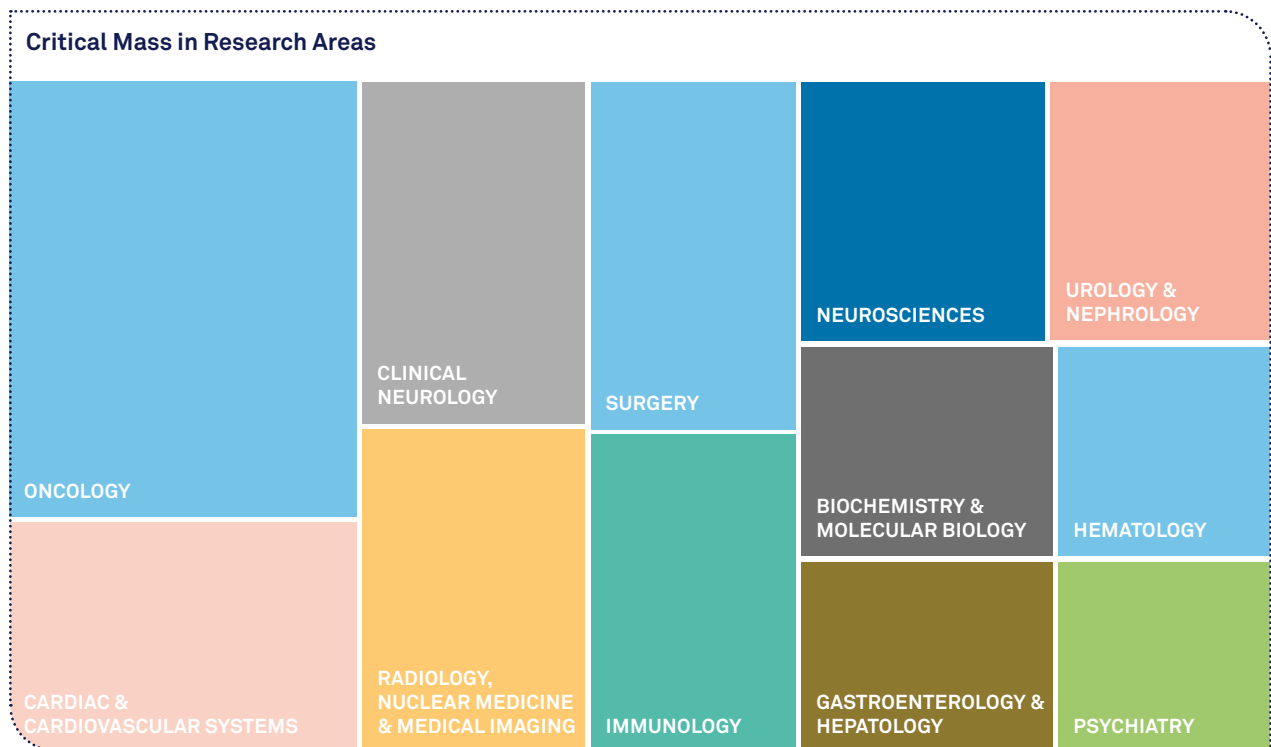 Critical Mass in Research Areas
ONCOLOGY
CARDIAC &
CARDIOVASCULAR SYSTEMS
CLINICAL
NEUROLOGY
RADIOLOGY,
NUCLEAR MEDICINE
& MEDICAL IMAGING
SURGERY
IMMUNOLOGY
NEUROSCIENCES
UROLOGY &
NEPHROLOGY
BIOCHEMISTRY &
MOLECULAR BIOLOGY
HEMATOLOGY
GASTROENTEROLOGY &
HEPATOLOGY
PSYCHIATRY